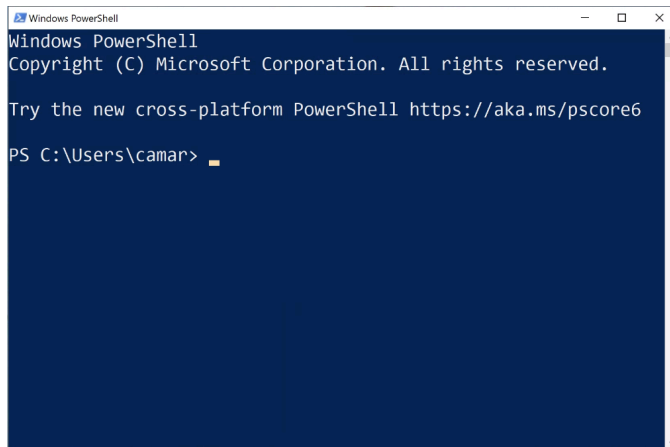 Windows PowerShell
Windows PowerShell
Copyright (C) Microsoft Corporation. All rights reserved.
Try the new cross-platform PowerShell https://aka.ms/pscore6
PS C:\Users\camar>